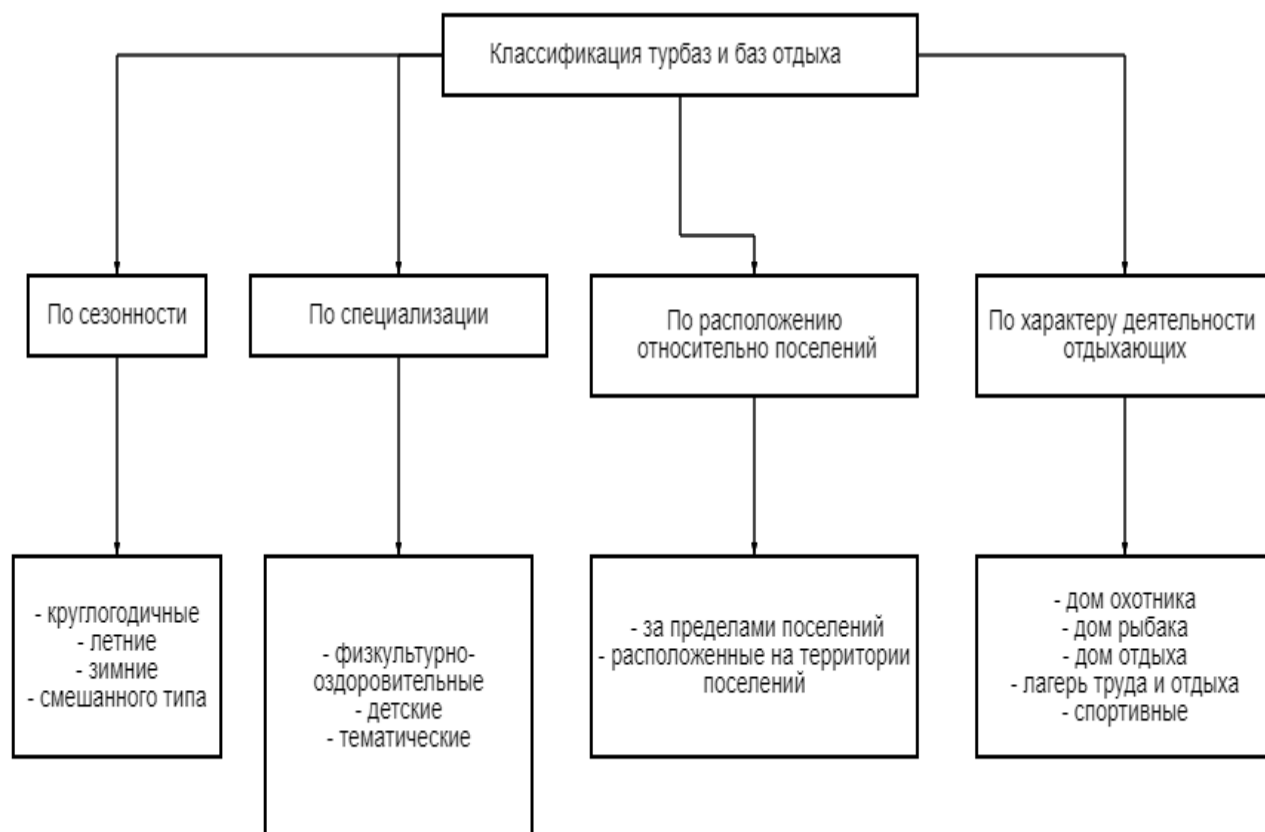 Классификация турбаз и баз отдыха
По сезонности
По специализации
По расположению
относительно поселений
По характеру деятельности
отдыхающих
- круглогодичные
- летние
- зимние
- смешанного типа
- физкультурно-
оздоровительные
- детские
- тематические
- за пределами поселений
- расположенные на территории
поселений
- дом охотника
- дом рыбака
- дом отдыха
- лагерь труда и отдыха
- спортивные